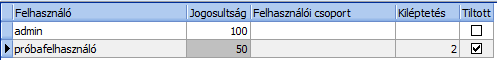 Felhasználó Jogosultság Felhasználói csoport Kiléptetés Tiltott
admin 100
próbafelhasználó 50 2